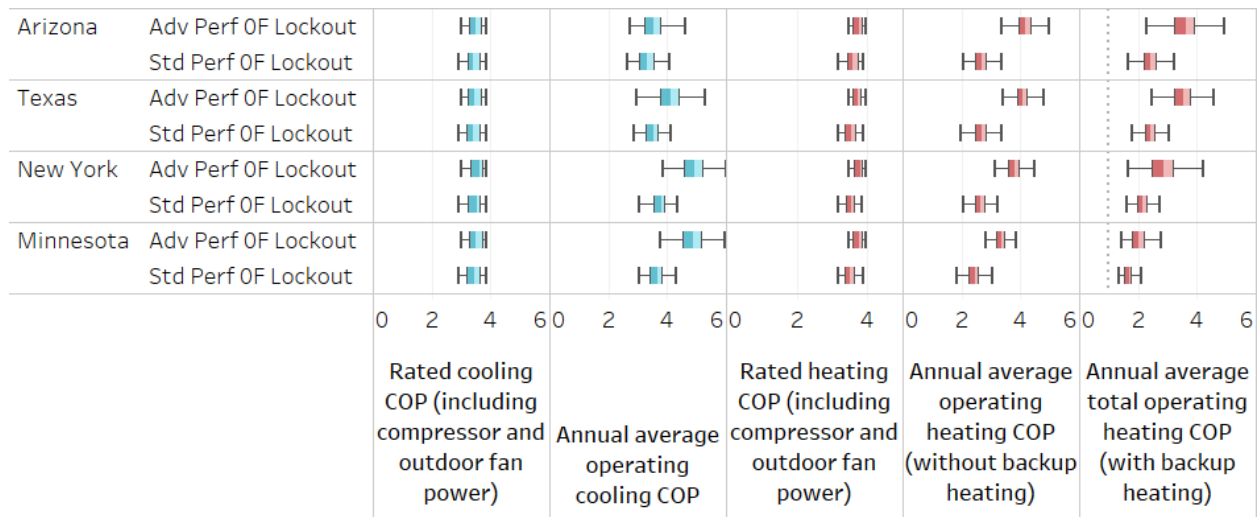 Arizona Adv Perf 0F Lockout
Std Perf 0F Lockout
Texas Adv Perf 0F Lockout
Std Perf 0F Lockout
New York Adv Perf 0F Lockout
Std Perf 0F Lockout
Minnesota Adv Perf 0F Lockout
Std Perf 0F Lockout
0 2 4 6 0 2 4 6 0 2 4 0 2 4 6 0 2 4 6
Rated cooling
COP (including
compressor and
outdoor fan
power)
Annual average
operating
cooling COP
Rated heating
COP (including
compressor and
outdoor fan
power)
Annual average
operating
heating COP
(without backup
heating)
Annual average
total operating
heating COP
(with backup
heating)